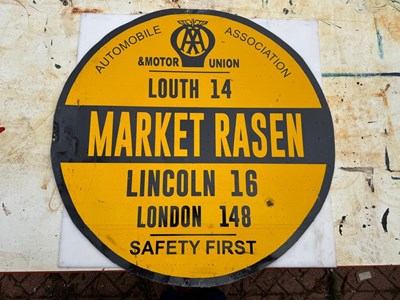 AUTOMOBILE ASSOCIATION
AA
& MOTOR UNION
LOUTH 14
MARKET RASEN
LINCOLN 16
LONDON 148
SAFETY FIRST